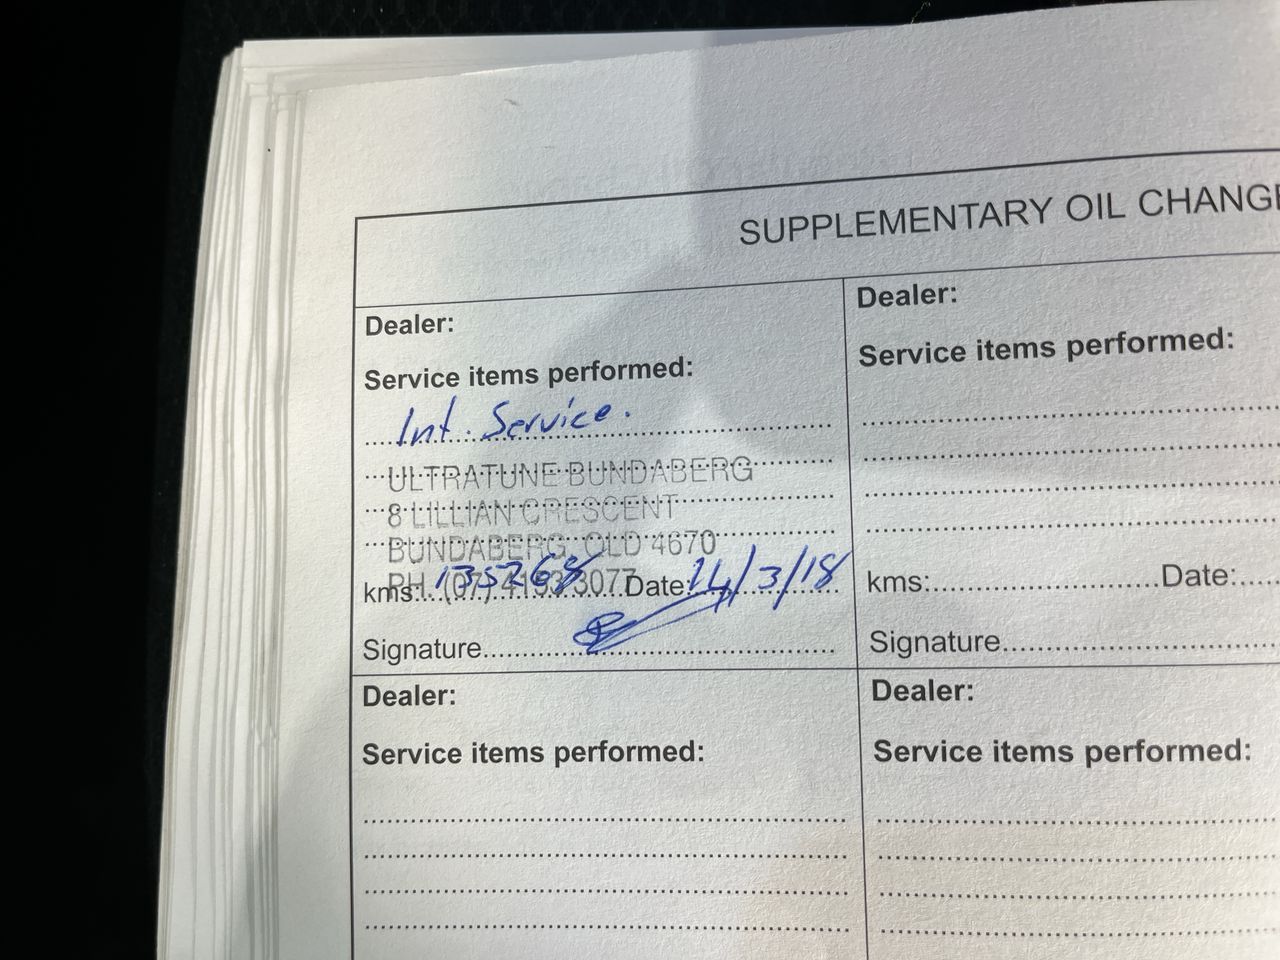 SUPPLEMENTARY OIL CHANGE
Dealer:
Service items performed:
Int. Service.
ULTRATUNE BUNDABERG
8 LILLIAN CRESCENT
BUNDABERG, QLD 4670
PH. (07) 4153 3077
kms: 135268 Date: 14/3/18
Signature
Dealer:
Service items performed:
kms: Date:
Signature
Dealer:
Service items performed:
Dealer:
Service items performed: